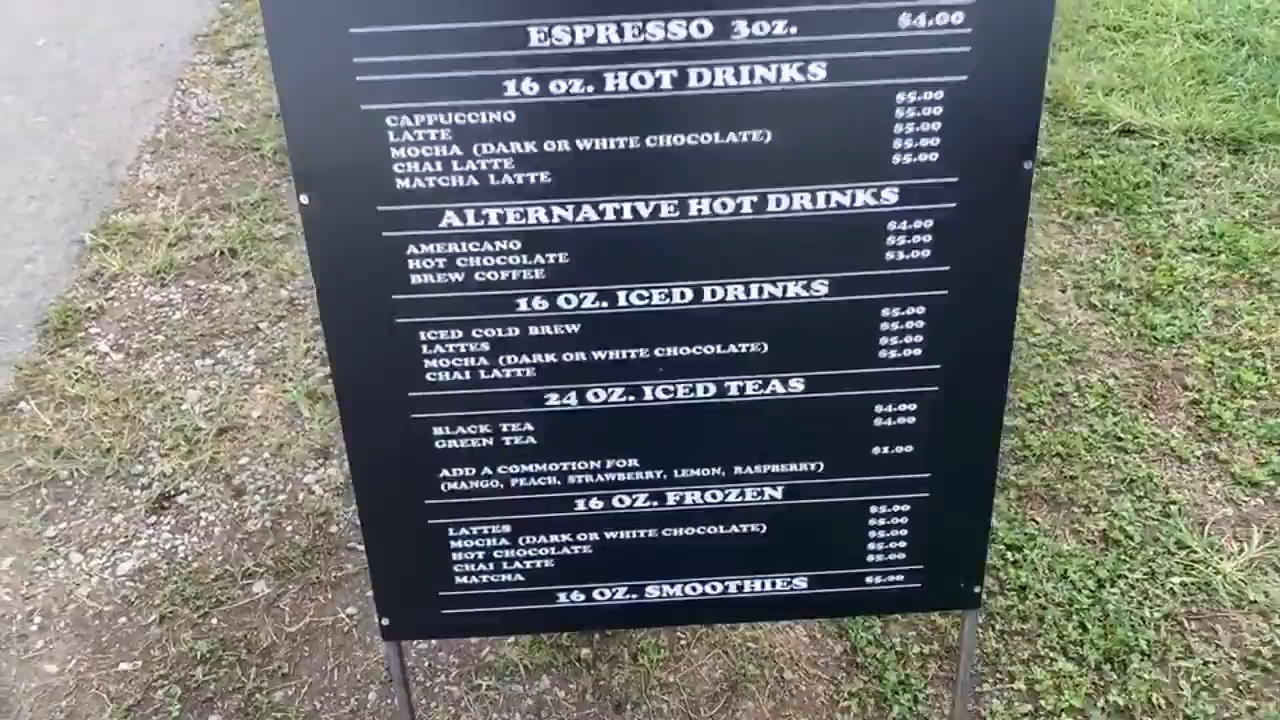 ESPRESSO 3OZ. $4.00
16 OZ. HOT DRINKS
CAPPUCCINO $5.00
LATTE $5.00
MOCHA (DARK OR WHITE CHOCOLATE) $5.00
CHAI LATTE $5.00
MATCHA LATTE $5.00
ALTERNATIVE HOT DRINKS
AMERICANO $4.00
HOT CHOCOLATE $5.00
BREW COFFEE $3.00
16 OZ. ICED DRINKS
ICED COLD BREW $5.00
LATTES $5.00
MOCHA (DARK OR WHITE CHOCOLATE) $5.00
CHAI LATTE $5.00
24 OZ. ICED TEAS
BLACK TEA $4.00
GREEN TEA $4.00
ADD A COMMOTION FOR $1.00
(MANGO, PEACH, STRAWBERRY, LEMON, RASPBERRY)
16 OZ. FROZEN
LATTES $5.00
MOCHA (DARK OR WHITE CHOCOLATE) $5.00
HOT CHOCOLATE $5.00
CHAI LATTE $5.00
MATCHA $5.00
16 OZ. SMOOTHIES $5.00